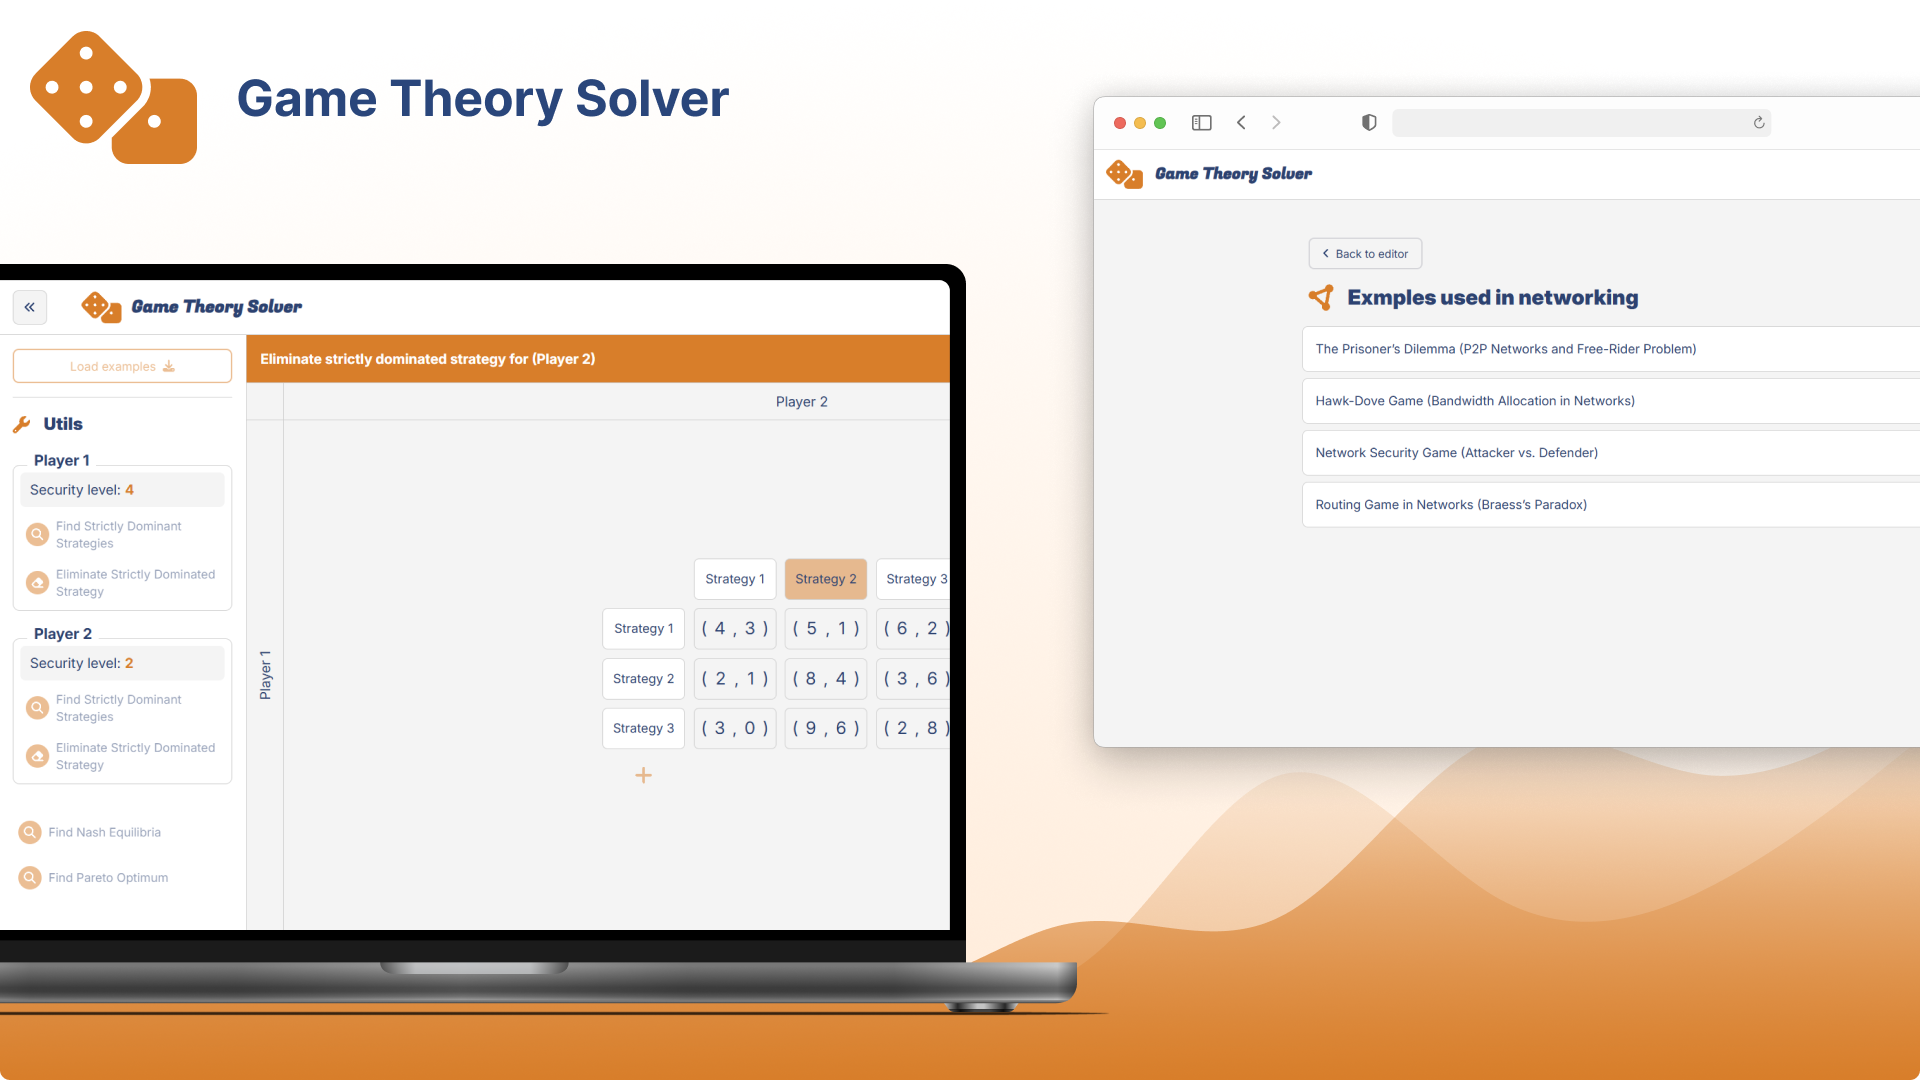 Game Theory Solver
Game Theory Solver
Load examples
Utils
Player 1
Security level: 4
Find Strictly Dominant
Strategies
Eliminate Strictly Dominated
Strategy
Player 2
Security level: 2
Find Strictly Dominant
Strategies
Eliminate Strictly Dominated
Strategy
Find Nash Equilibria
Find Pareto Optimum
Eliminate strictly dominated strategy for (Player 2)
Player 2
Player 1
Strategy 1 Strategy 2 Strategy 3
Strategy 1 ( 4 , 3 ) ( 5 , 1 ) ( 6 , 2 )
Strategy 2 ( 2 , 1 ) ( 8 , 4 ) ( 3 , 6 )
Strategy 3 ( 3 , 0 ) ( 9 , 6 ) ( 2 , 8 )
+
Game Theory Solver
Back to editor
Exmples used in networking
The Prisoner's Dilemma (P2P Networks and Free-Rider Problem)
Hawk-Dove Game (Bandwidth Allocation in Networks)
Network Security Game (Attacker vs. Defender)
Routing Game in Networks (Braess's Paradox)